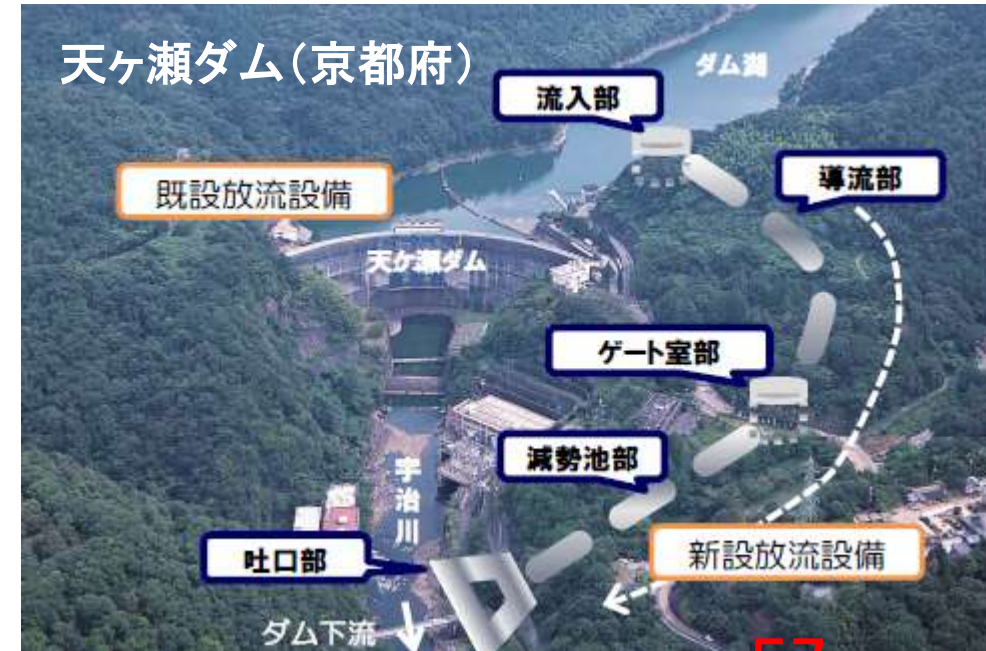 天ヶ瀬ダム（京都府）
ダム湖
流入部
既設放流設備
導流部
天ケ瀬ダム
ゲート室部
減勢池部
宇治川
吐口部
新設放流設備
ダム下流